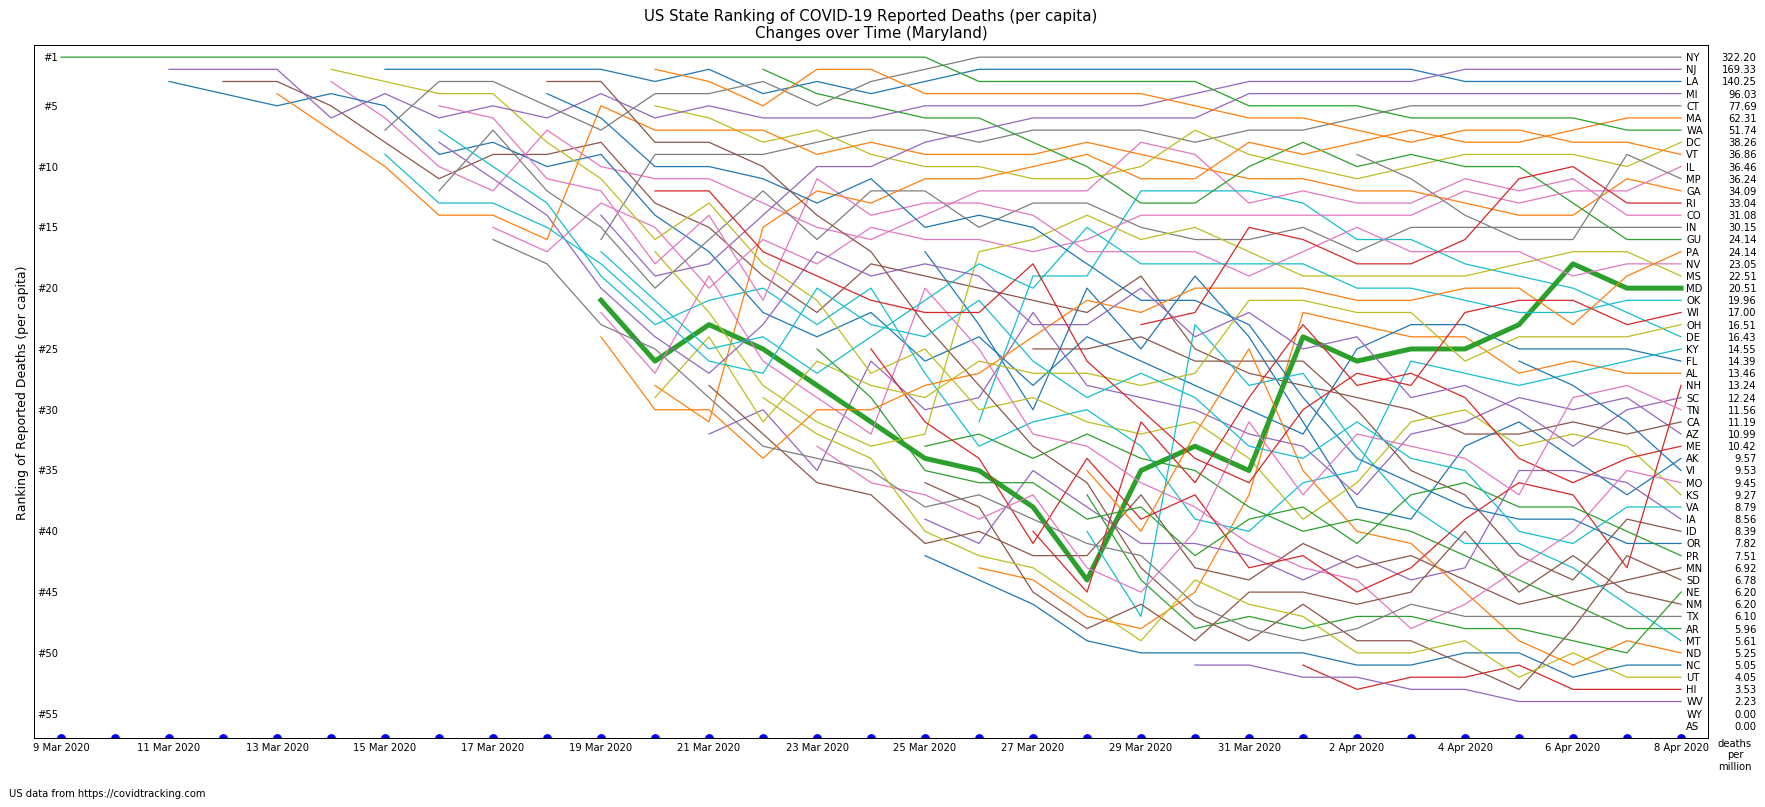 US State Ranking of COVID-19 Reported Deaths (per capita)
Changes over Time (Maryland)
Ranking of Reported Deaths (per capita)
#1
#5
#10
#15
#20
#25
#30
#35
#40
#45
#50
#55
NY 322.20
NJ 169.33
LA 140.25
MI 96.03
CT 77.69
MA 62.31
WA 51.74
DC 38.26
VT 36.86
IL 36.46
MP 36.24
GA 34.09
RI 33.04
CO 31.08
IN 30.15
GU 24.14
PA 24.14
NV 23.05
MS 22.51
MD 20.51
OK 19.96
WI 17.00
OH 16.51
DE 16.43
KY 14.55
FL 14.39
AL 13.46
NH 13.24
SC 12.24
TN 11.56
CA 11.19
AZ 10.99
ME 10.42
AK 9.57
VI 9.53
MO 9.45
KS 9.27
VA 8.79
IA 8.56
ID 8.39
OR 7.82
PR 7.51
MN 6.92
SD 6.78
NE 6.20
NM 6.20
TX 6.10
AR 5.96
MT 5.61
ND 5.25
NC 5.05
UT 4.05
HI 3.53
WV 2.23
WY 0.00
AS 0.00
9 Mar 2020 11 Mar 2020 13 Mar 2020 15 Mar 2020 17 Mar 2020 19 Mar 2020 21 Mar 2020 23 Mar 2020 25 Mar 2020 27 Mar 2020 29 Mar 2020 31 Mar 2020 2 Apr 2020 4 Apr 2020 6 Apr 2020 8 Apr 2020
deaths
per
million
US data from https://covidtracking.com